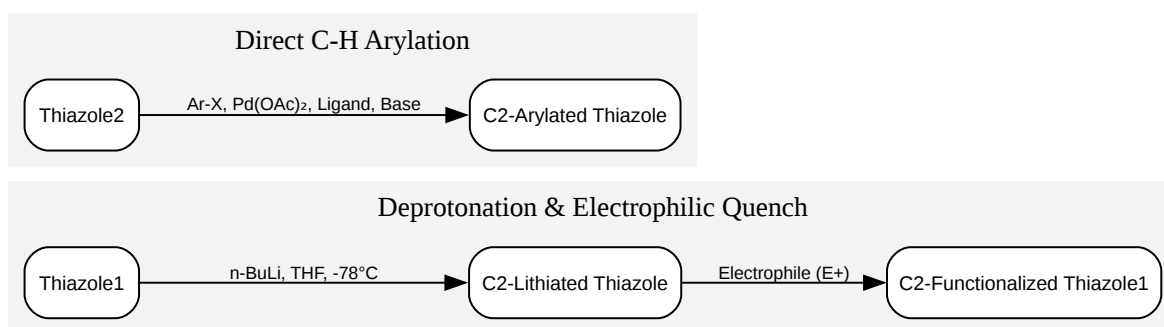 Direct C-H Arylation
Thiazole2
Ar-X, Pd(OAc)₂, Ligand, Base
C2-Arylated Thiazole
Deprotonation & Electrophilic Quench
Thiazole1
n-BuLi, THF, -78°C
C2-Lithiated Thiazole
Electrophile (E+)
C2-Functionalized Thiazole1